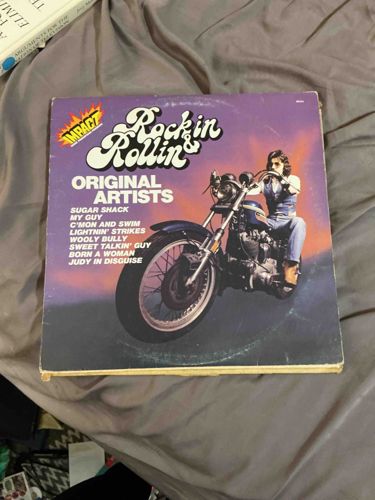 IMPACT
Rockin
&
Rollin
ORIGINAL
ARTISTS
SUGAR SHACK
MY GUY
C'MON AND SWIM
LIGHTNIN' STRIKES
WOOLY BULLY
SWEET TALKIN' GUY
BORN A WOMAN
JUDY IN DISGUISE